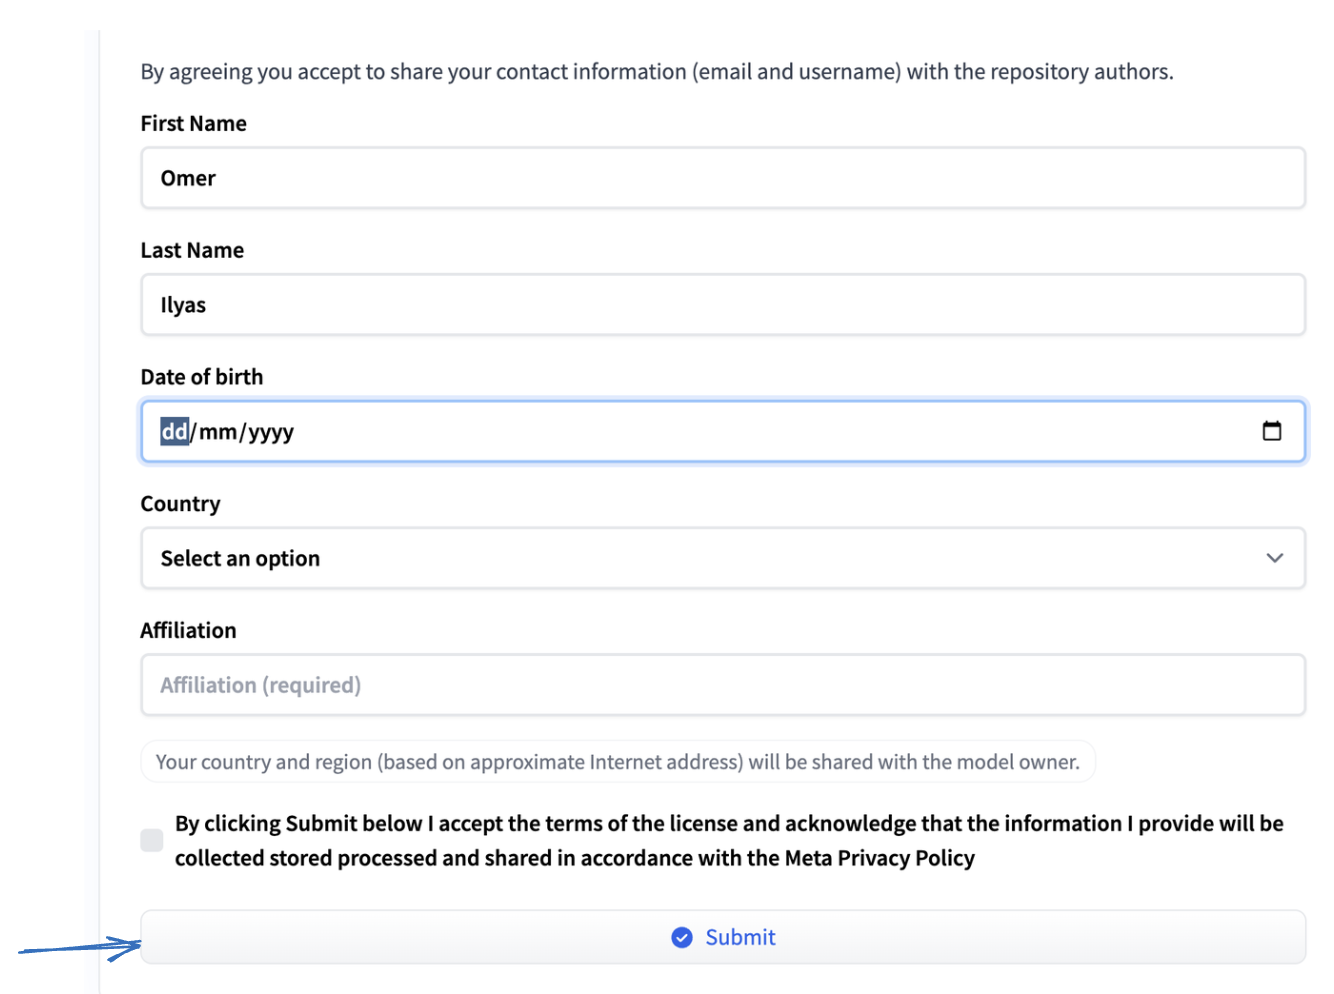 By agreeing you accept to share your contact information (email and username) with the repository authors.
First Name
Omer
Last Name
Ilyas
Date of birth
dd/mm/yyyy
Country
Select an option
Affiliation
Affiliation (required)
Your country and region (based on approximate Internet address) will be shared with the model owner.
By clicking Submit below I accept the terms of the license and acknowledge that the information I provide will be
collected stored processed and shared in accordance with the Meta Privacy Policy
Submit